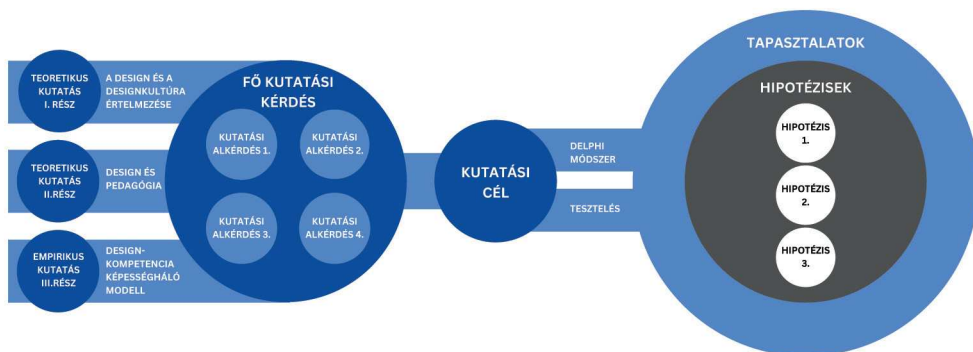 TEORETIKUS
KUTATÁS
I. RÉSZ
A DESIGN ÉS A
DESIGNKULTÚRA
ÉRTELMEZÉSE
TEORETIKUS
KUTATÁS
II.RÉSZ
DESIGN ÉS
PEDAGÓGIA
EMPIRIKUS
KUTATÁS
III.RÉSZ
DESIGN-
KOMPETENCIA
KÉPESSÉGHÁLÓ
MODELL
FŐ KUTATÁSI
KÉRDÉS
KUTATÁSI
ALKÉRDÉS 1.
KUTATÁSI
ALKÉRDÉS 2.
KUTATÁSI
ALKÉRDÉS 3.
KUTATÁSI
ALKÉRDÉS 4.
KUTATÁSI
CÉL
DELPHI
MÓDSZER
TESZTELÉS
TAPASZTALATOK
HIPOTÉZISEK
HIPOTÉZIS
1.
HIPOTÉZIS
2.
HIPOTÉZIS
3.